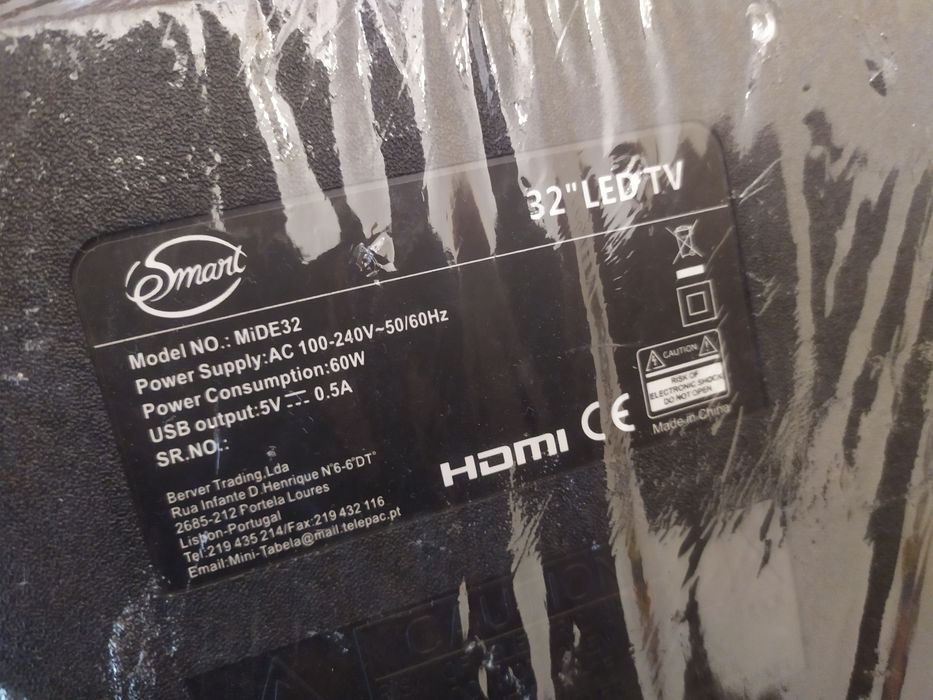 Smart
32" LED TV
Model NO.: MiDE32
Power Supply:AC 100-240V~50/60Hz
Power Consumption:60W
USB output:5V ⎓ 0.5A
SR.NO.:
Berver Trading,Lda
Rua Infante D.Henrique Nº6-6ºDTº
2685-212 Portela Loures
Lisbon-Portugal
Tel:219 435 214/Fax:219 432 116
Email:Mini-Tabela@mail.telepac.pt
HDMI CE
CAUTION:
RISK OF
ELECTRONIC SHOCK
DO NOT OPEN
Made in China
CAUTION